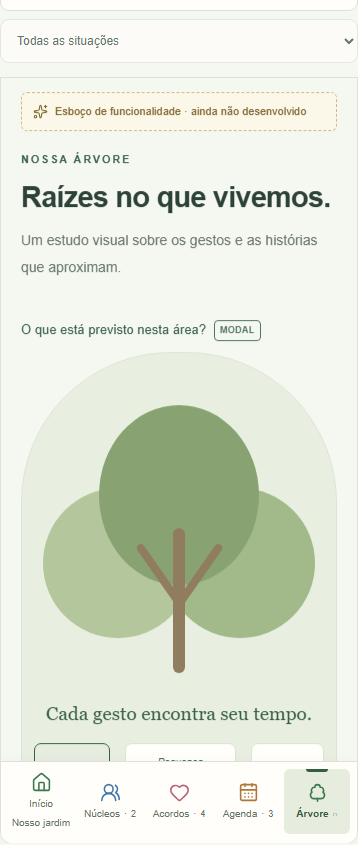 Todas as situações
Esboço de funcionalidade · ainda não desenvolvido
NOSSA ÁRVORE
Raízes no que vivemos.
Um estudo visual sobre os gestos e as histórias
que aproximam.
O que está previsto nesta área? MODAL
Cada gesto encontra seu tempo.
Início
Nosso jardim
Núcleos · 2
Acordos · 4
Agenda · 3
Árvore